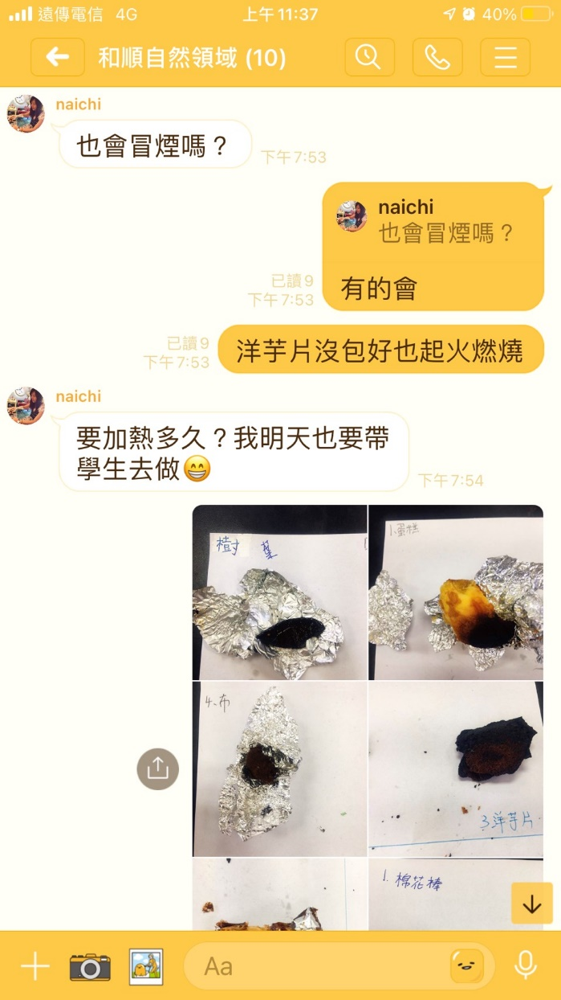 遠傳電信 4G
上午11:37
40%
和順自然領域 (10)
naichi
也會冒煙嗎？
下午7:53
naichi
也會冒煙嗎？
有的會
已讀9
下午7:53
洋芋片沒包好也起火燃燒
已讀9
下午7:53
naichi
要加熱多久？我明天也要帶
學生去做
下午7:54
樹葉
1.蛋糕
4.布
3洋芋片
1.棉花棒
Aa